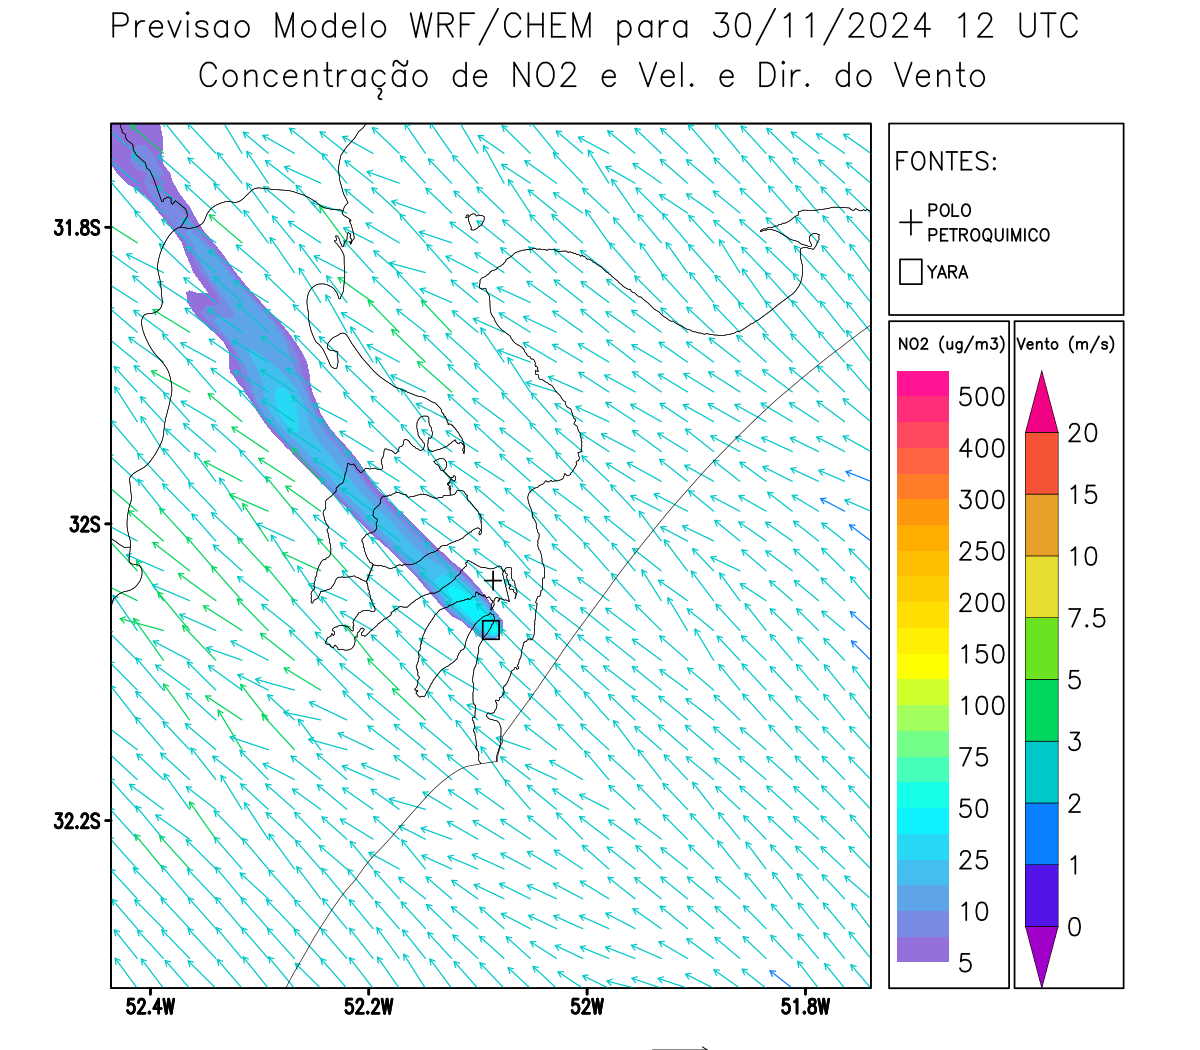 Previsao Modelo WRF/CHEM para 30/11/2024 12 UTC
Concentração de NO2 e Vel. e Dir. do Vento
FONTES:
POLO
PETROQUIMICO
YARA
NO2 (ug/m3)
500
400
300
250
200
150
100
75
50
25
10
5
Vento (m/s)
20
15
10
7.5
5
3
2
1
0
31.8S
32S
32.2S
52.4W
52.2W
52W
51.8W